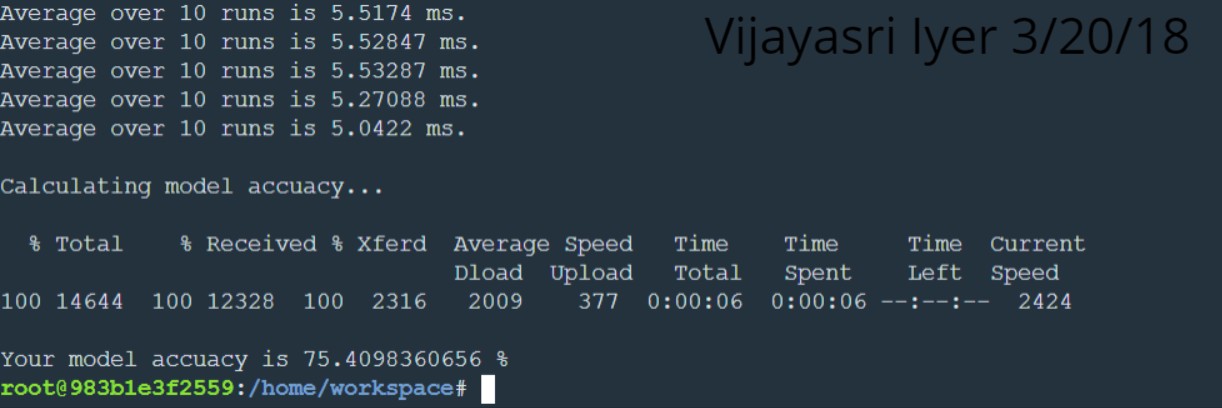 Average over 10 runs is 5.5174 ms.
Vijayasri Iyer 3/20/18
Average over 10 runs is 5.52847 ms.
Average over 10 runs is 5.53287 ms.
Average over 10 runs is 5.27088 ms.
Average over 10 runs is 5.0422 ms.
Calculating model accuacy...
% Total % Received % Xferd Average Speed Time Time Time Current
Dload Upload Total Spent Left Speed
100 14644 100 12328 100 2316 2009 377 0:00:06 0:00:06 --:--:-- 2424
Your model accuacy is 75.4098360656 %
root@983b1e3f2559:/home/workspace#